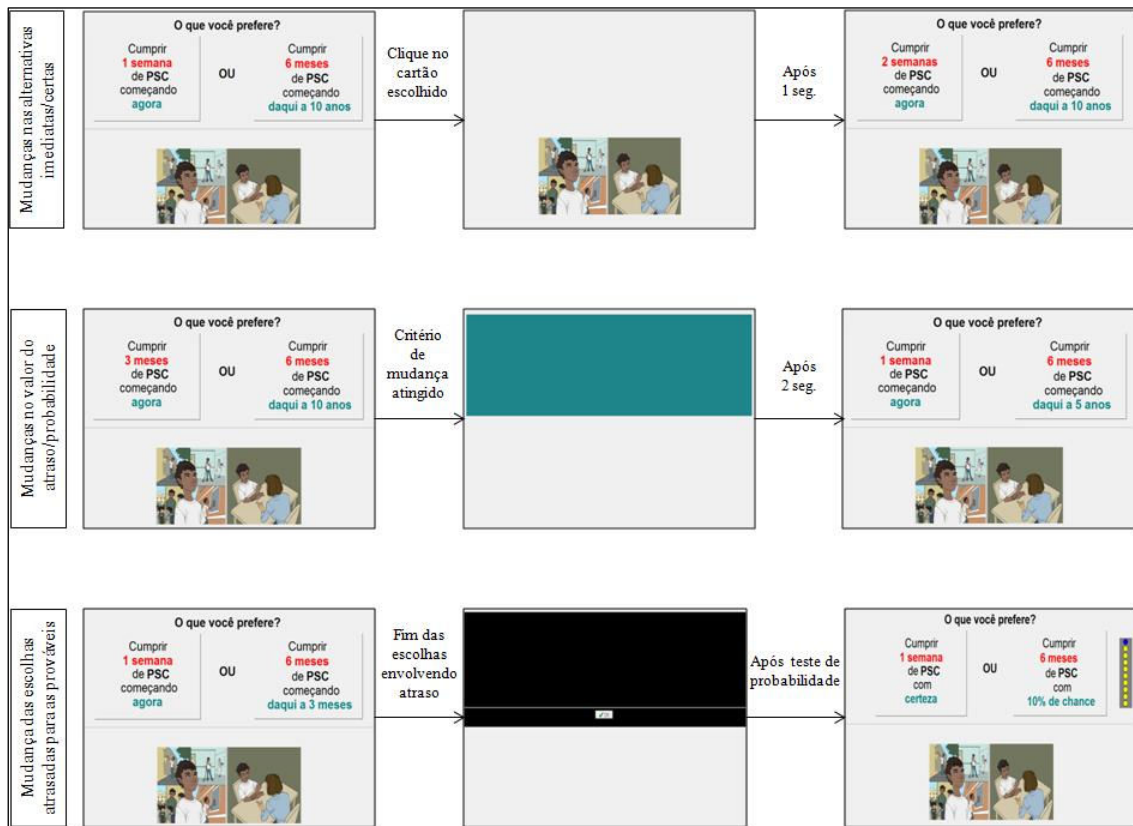 Mudanças nas alternativas
imediatas/certas
O que você prefere?
Cumprir
1 semana
de PSC
começando
agora
OU
Cumprir
6 meses
de PSC
começando
daqui a 10 anos
Clique no
cartão
escolhido
Após
1 seg.
O que você prefere?
Cumprir
2 semanas
de PSC
começando
agora
OU
Cumprir
6 meses
de PSC
começando
daqui a 10 anos
Mudanças no valor do
atraso/probabilidade
O que você prefere?
Cumprir
3 meses
de PSC
começando
agora
OU
Cumprir
6 meses
de PSC
começando
daqui a 10 anos
Critério
de
mudança
atingido
Após
2 seg.
O que você prefere?
Cumprir
1 semana
de PSC
começando
agora
OU
Cumprir
6 meses
de PSC
começando
daqui a 5 anos
Mudança das escolhas
atrasadas para as prováveis
O que você prefere?
Cumprir
1 semana
de PSC
começando
agora
OU
Cumprir
6 meses
de PSC
começando
daqui a 3 meses
Fim das
escolhas
envolvendo
atraso
Após teste de
probabilidade
O que você prefere?
Cumprir
1 semana
de PSC
com
certeza
OU
Cumprir
6 meses
de PSC
com
10% de chance